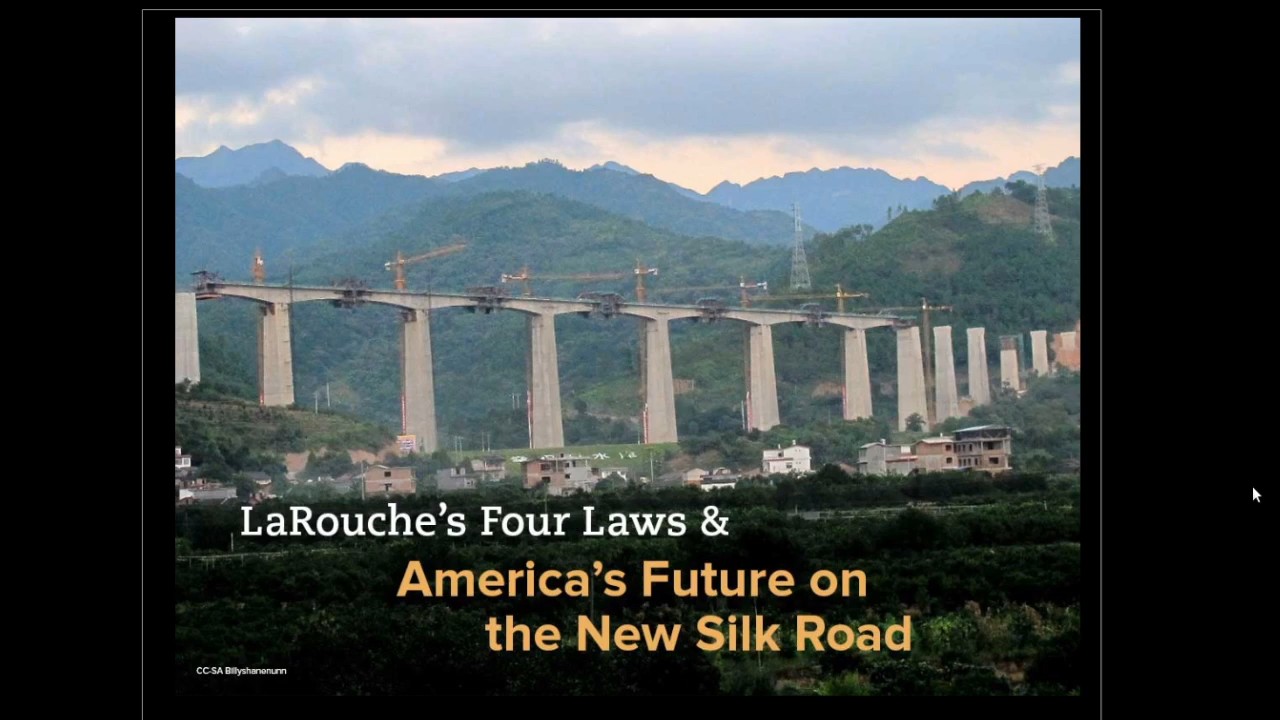 LaRouche's Four Laws &
America's Future on
the New Silk Road
CC-SA Billyshanenunn